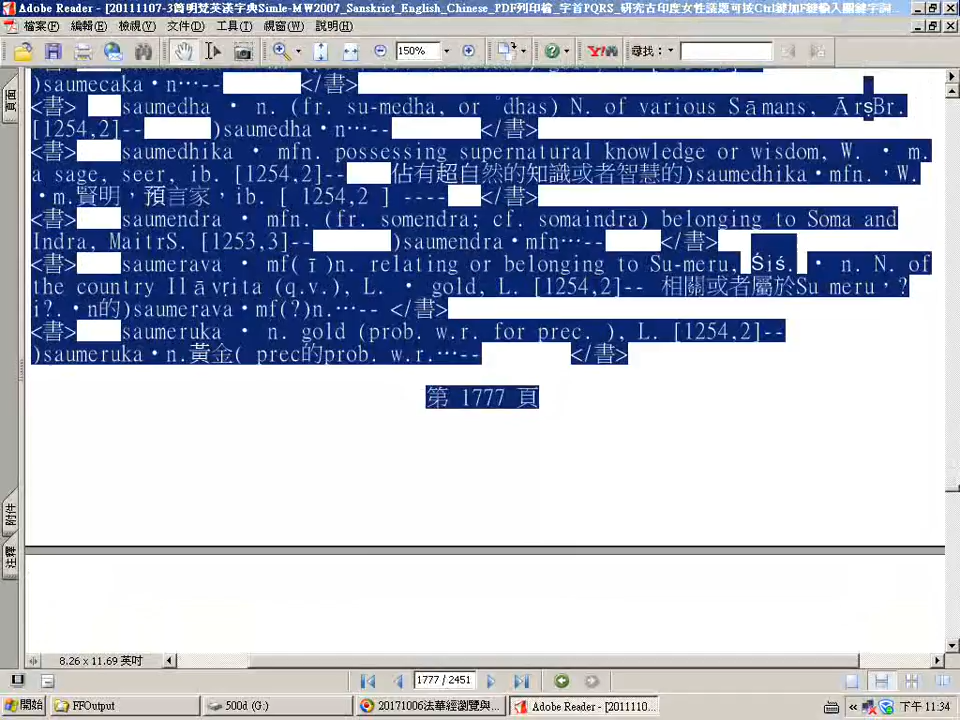 Adobe Reader - [20111107-3簡明梵英漢字典Simle-MW2007_Sanskrict_English_Chinese_PDF列印檔_字首PQRS_研究古印度女性議題可按Ctrl鍵加F鍵輸入關鍵字詞...
檔案(F) 編輯(E) 檢視(V) 文件(D) 工具(T) 視窗(W) 說明(H)
150% 尋找：
頁面
附件
注釋
)saumecaka‧n…-- </書>
<書> saumedha ‧ n. (fr. su-medha, or °dhas) N. of various Sāmans, ĀrṣBr.
[1254,2]-- )saumedha‧n…-- </書>
<書> saumedhika ‧ mfn. possessing supernatural knowledge or wisdom, W. ‧ m.
a sage, seer, ib. [1254,2]-- 佔有超自然的知識或者智慧的)saumedhika‧mfn.，W.
‧m.賢明，預言家，ib. [ 1254,2 ] ---- </書>
<書> saumendra ‧ mfn. (fr. somendra; cf. somaindra) belonging to Soma and
Indra, MaitrS. [1253,3]-- )saumendra‧mfn…-- </書>
<書> saumerava ‧ mf(ī)n. relating or belonging to Su-meru, Śiś. ‧ n. N. of
the country Ilāvṛita (q.v.), L. ‧ gold, L. [1254,2]-- 相關或者屬於Su meru，?
i?.‧n的)saumerava‧mf(?)n.…-- </書>
<書> saumeruka ‧ n. gold (prob. w.r. for prec. ), L. [1254,2]--
)saumeruka‧n.黃金( prec的prob. w.r.…-- </書>
第 1777 頁
8.26 x 11.69 英吋
1777 / 2451
開始 FFOutput 500d (G:) 20171006法華經瀏覽與... Adobe Reader - [2011110... 下午 11:34